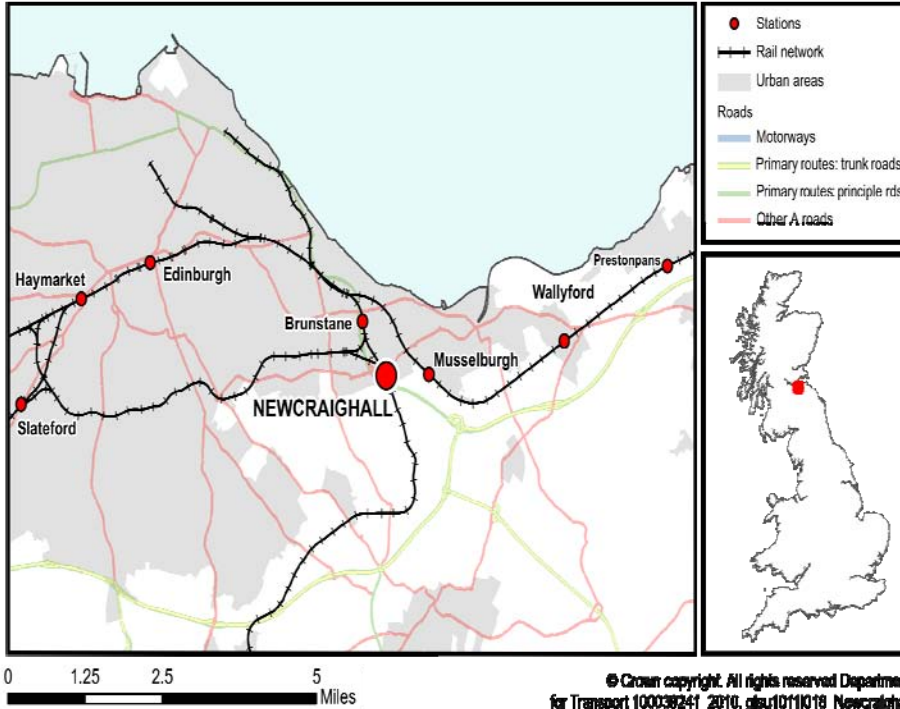 Stations
Rail network
Urban areas
Roads
Motorways
Primary routes: trunk roads
Primary routes: principle rds
Other A roads
Haymarket
Edinburgh
Brunstane
Prestonpans
Wallyford
Musselburgh
NEWCRAIGHALL
Slateford
0 1.25 2.5 5
Miles
© Crown copyright. All rights reserved Departme
for Transport 100039241 2010, gisu1011l018 Newcraigha